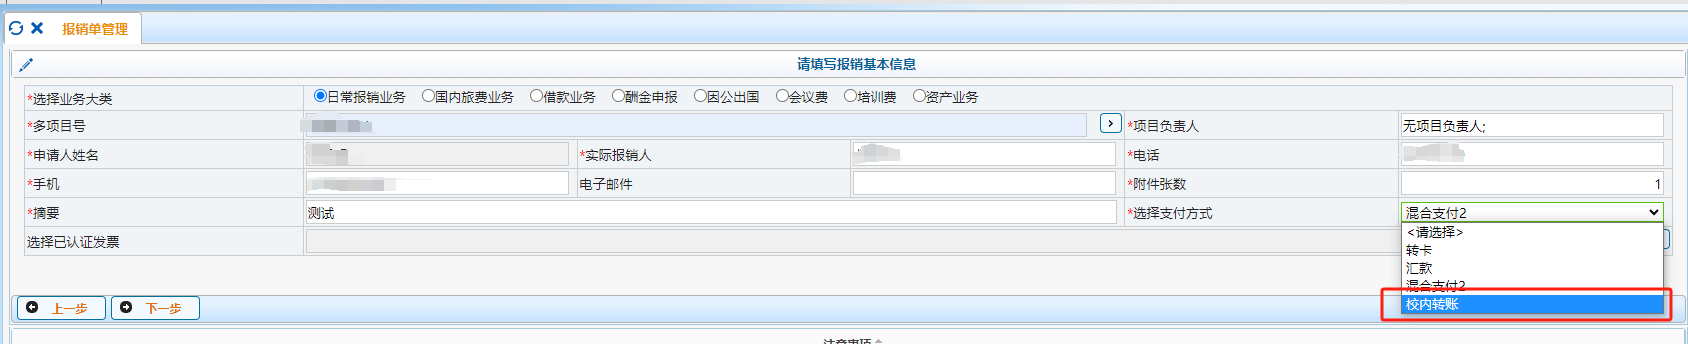 报销单管理
请填写报销基本信息
*选择业务大类 日常报销业务 国内旅费业务 借款业务 酬金申报 因公出国 会议费 培训费 资产业务
*多项目号 *项目负责人 无项目负责人;
*申请人姓名 *实际报销人 *电话
*手机 电子邮件 *附件张数 1
*摘要 测试 *选择支付方式 混合支付2
选择已认证发票
<请选择>
转卡
汇款
混合支付2
校内转账
上一步 下一步
注意事项